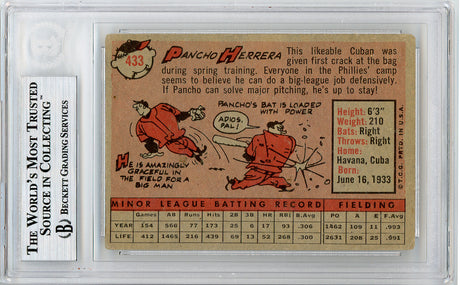 THE WORLD'S MOST TRUSTED
SOURCE IN COLLECTING™
BECKETT GRADING SERVICES
433
PANCHO HERRERA
This likeable Cuban was
given first crack at the bag
during spring training. Everyone in the Phillies' camp
seems to believe he can do a big-league job defensively.
If Pancho can solve major pitching, he's up to stay!
HE IS AMAZINGLY
GRACEFUL IN
THE FIELD FOR A
BIG MAN
PANCHO'S BAT IS LOADED
WITH POWER
ADIOS,
PAL!
Height: 6'3"
Weight: 210
Bats: Right
Throws: Right
Home:
Havana, Cuba
Born:
June 16, 1933
© T.C.G. PRTD. IN U.S.A.
MINOR LEAGUE BATTING RECORD FIELDING
Games AB Runs Hits 2B 3B HR RBI B.Avg. PO A E F.Avg.
YEAR 154 566 77 173 25 6 17 93 .306 1462 109 11 .993
LIFE 412 1465 216 439 69 13 52 268 .300 2631 208 25 .991